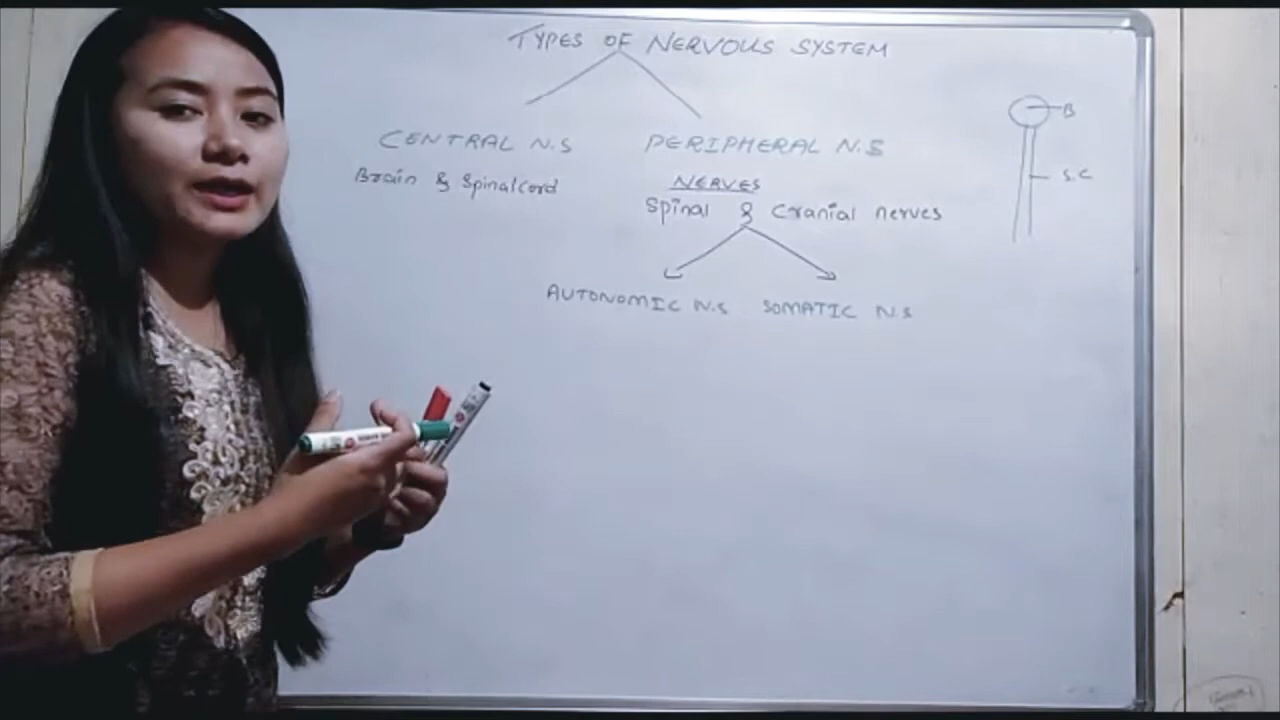 TYPES OF NERVOUS SYSTEM
CENTRAL N.S
PERIPHERAL N.S
Brain & Spinalcord
NERVES
Spinal & Cranial nerves
AUTONOMIC N.S
SOMATIC N.S
B
S.C